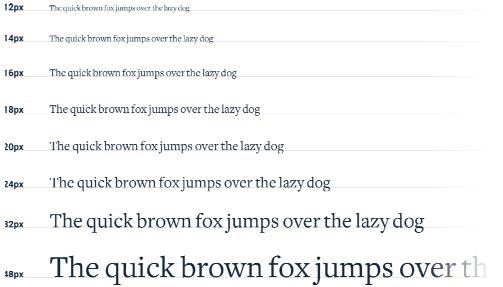 12px The quick brown fox jumps over the lazy dog
14px The quick brown fox jumps over the lazy dog
16px The quick brown fox jumps over the lazy dog
18px The quick brown fox jumps over the lazy dog
20px The quick brown fox jumps over the lazy dog
24px The quick brown fox jumps over the lazy dog
32px The quick brown fox jumps over the lazy dog
48px The quick brown fox jumps over th